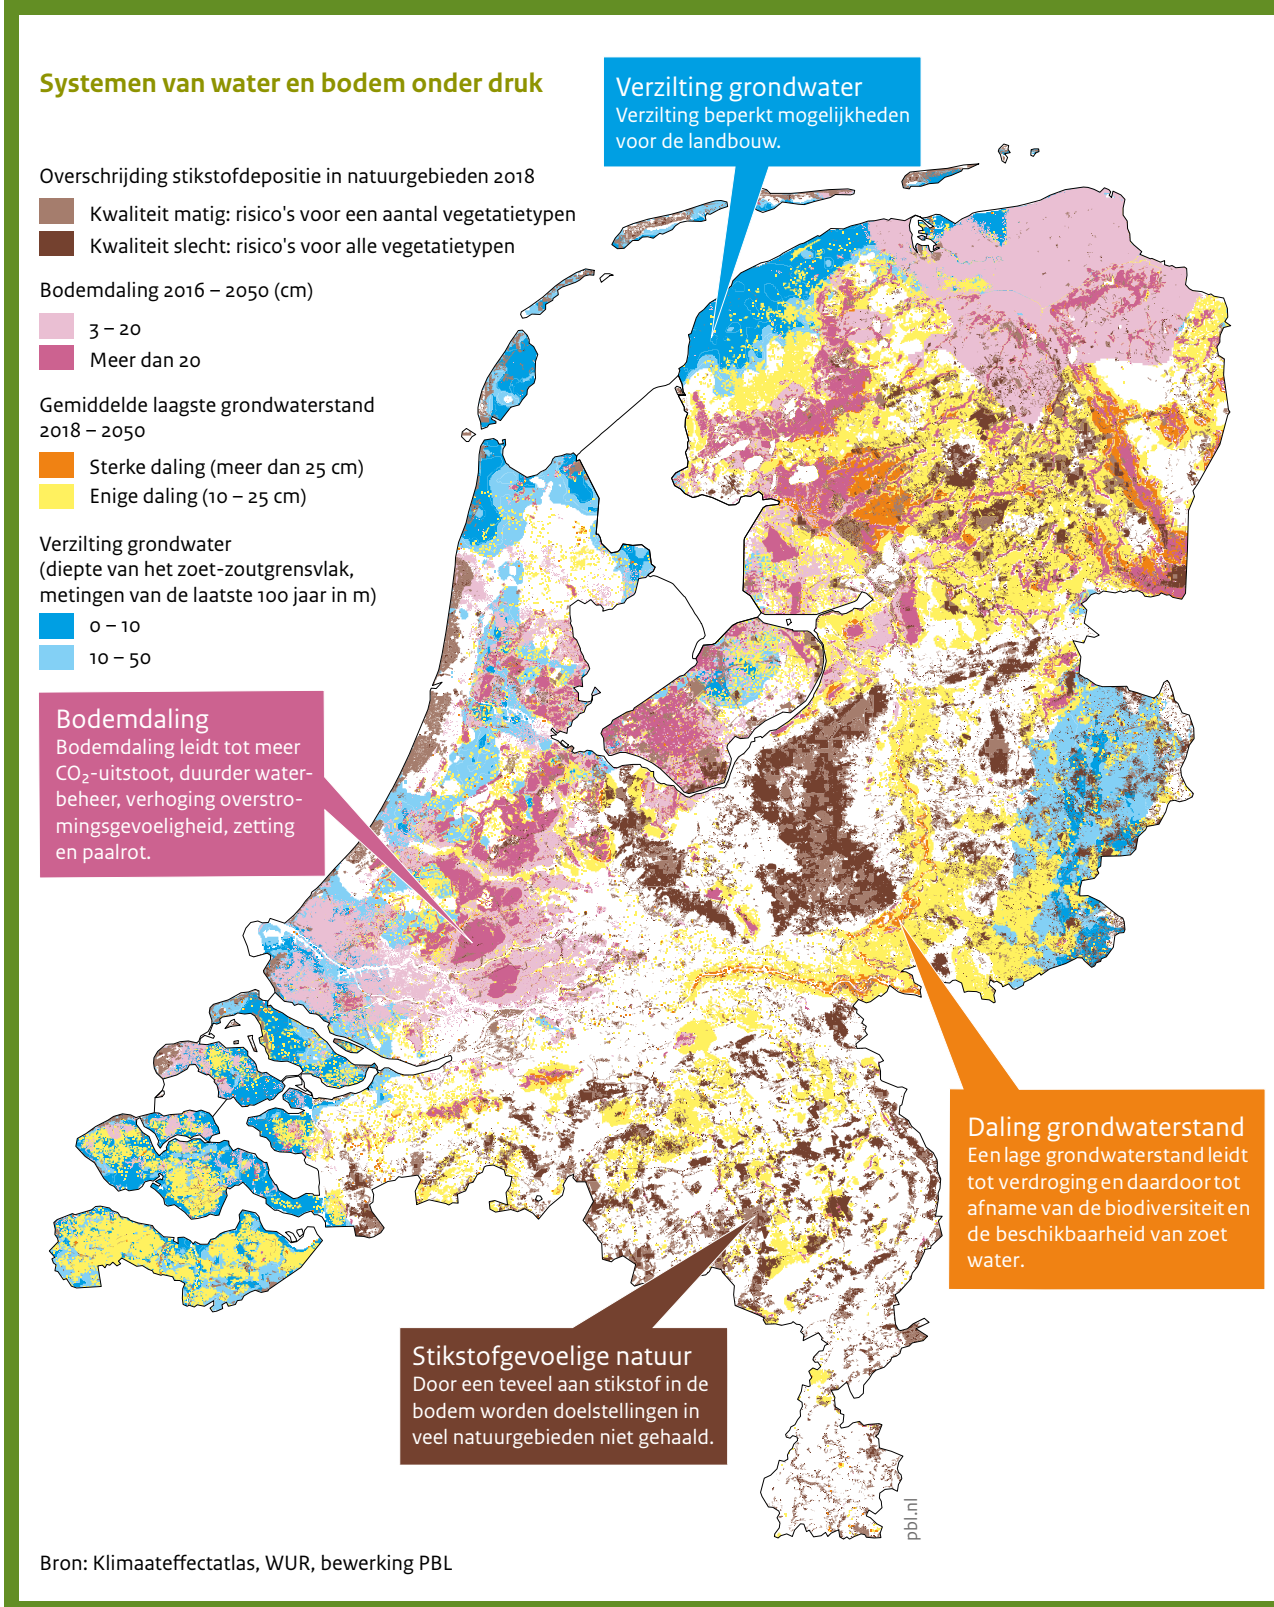 Systemen van water en bodem onder druk
Overschrijding stikstofdepositie in natuurgebieden 2018
Kwaliteit matig: risico's voor een aantal vegetatietypen
Kwaliteit slecht: risico's voor alle vegetatietypen
Bodemdaling 2016 – 2050 (cm)
3 – 20
Meer dan 20
Gemiddelde laagste grondwaterstand
2018 – 2050
Sterke daling (meer dan 25 cm)
Enige daling (10 – 25 cm)
Verzilting grondwater
(diepte van het zoet-zoutgrensvlak,
metingen van de laatste 100 jaar in m)
0 – 10
10 – 50
Verzilting grondwater
Verzilting beperkt mogelijkheden
voor de landbouw.
Bodemdaling
Bodemdaling leidt tot meer
CO₂-uitstoot, duurder water-
beheer, verhoging overstro-
mingsgevoeligheid, zetting
en paalrot.
Daling grondwaterstand
Een lage grondwaterstand leidt
tot verdroging en daardoor tot
afname van de biodiversiteit en
de beschikbaarheid van zoet
water.
Stikstofgevoelige natuur
Door een teveel aan stikstof in de
bodem worden doelstellingen in
veel natuurgebieden niet gehaald.
pbl.nl
Bron: Klimaateffectatlas, WUR, bewerking PBL